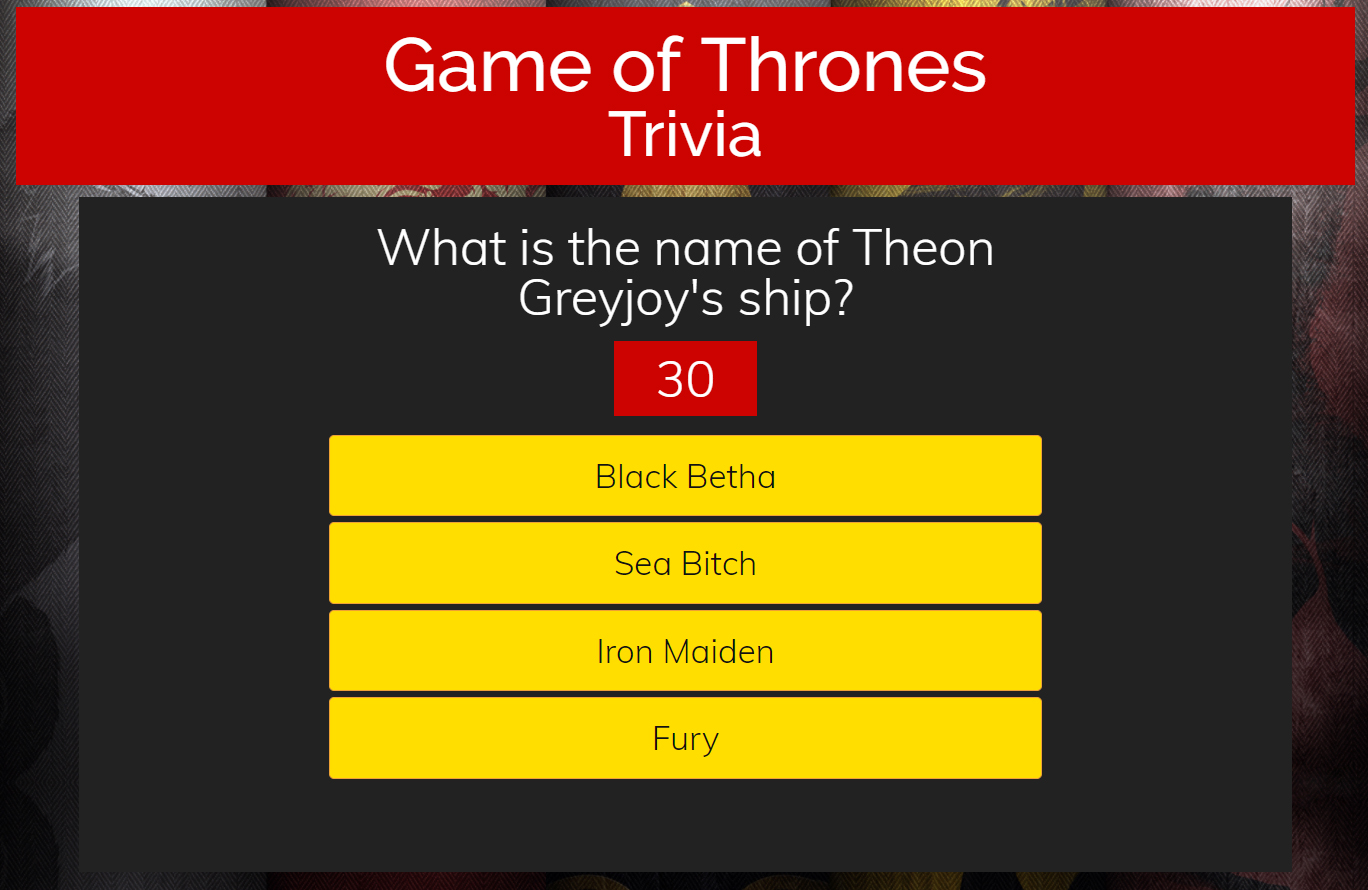 Game of Thrones
Trivia
What is the name of Theon
Greyjoy's ship?
30
Black Betha
Sea Bitch
Iron Maiden
Fury